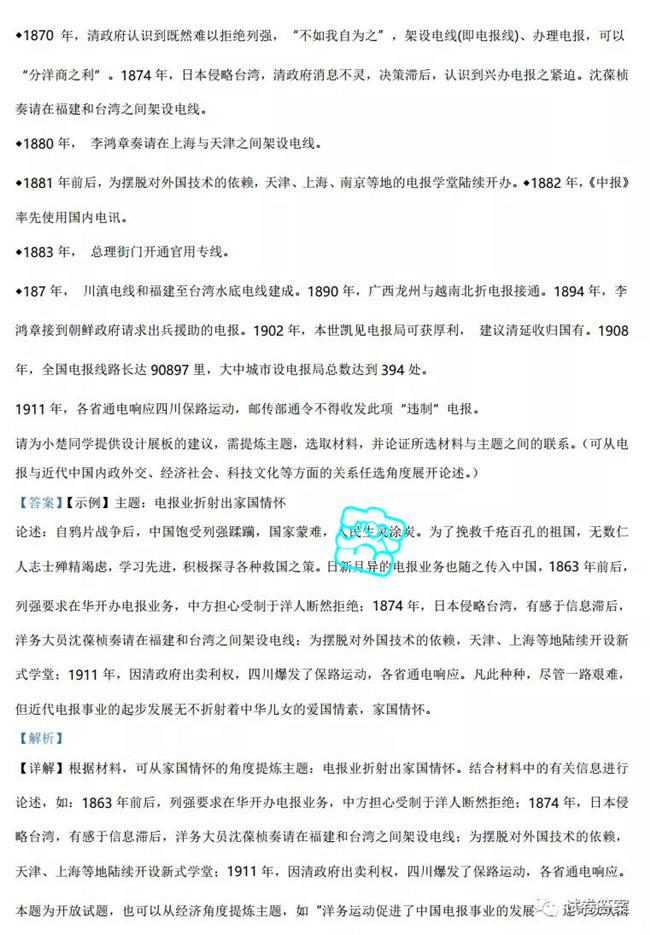 ◆1870 年，清政府认识到既然难以拒绝列强，“不如我自为之”，架设电线(即电报线)、办理电报，可以
“分洋商之利”。1874 年，日本侵略台湾，清政府消息不灵，决策滞后，认识到兴办电报之紧迫。沈葆桢
奏请在福建和台湾之间架设电线。
◆1880 年， 李鸿章奏请在上海与天津之间架设电线。
◆1881 年前后，为摆脱对外国技术的依赖，天津、上海、南京等地的电报学堂陆续开办。◆1882 年，《中报》
率先使用国内电讯。
◆1883 年， 总理街门开通官用专线。
◆187 年， 川滇电线和福建至台湾水底电线建成。1890 年，广西龙州与越南北折电报接通。1894 年，李
鸿章接到朝鲜政府请求出兵援助的电报。1902 年，本世凯见电报局可获厚利， 建议清延收归国有。1908
年，全国电报线路长达 90897 里，大中城市设电报局总数达到 394 处。
1911 年，各省通电响应四川保路运动，邮传部通令不得收发此项“违制”电报。
请为小楚同学提供设计展板的建议，需提炼主题，选取材料，并论证所选材料与主题之间的联系。（可从电
报与近代中国内政外交、经济社会、科技文化等方面的关系任选角度展开论述。）
【答案】【示例】主题：电报业折射出家国情怀
论述：自鸦片战争后，中国饱受列强蹂躏，国家蒙难，人民生灵涂炭。为了挽救千疮百孔的祖国，无数仁
人志士殚精竭虑，学习先进，积极探寻各种救国之策。日新月异的电报业务也随之传入中国，1863 年前后，
列强要求在华开办电报业务，中方担心受制于洋人断然拒绝；1874 年，日本侵略台湾，有感于信息滞后，
洋务大员沈葆桢奏请在福建和台湾之间架设电线；为摆脱对外国技术的依赖，天津、上海等地陆续开设新
式学堂；1911 年，因清政府出卖利权，四川爆发了保路运动，各省通电响应。凡此种种，尽管一路艰难，
但近代电报事业的起步发展无不折射着中华儿女的爱国情素，家国情怀。
【解析】
【详解】根据材料，可从家国情怀的角度提炼主题：电报业折射出家国情怀。结合材料中的有关信息进行
论述，如：1863 年前后，列强要求在华开办电报业务，中方担心受制于洋人断然拒绝；1874 年，日本侵
略台湾，有感于信息滞后，洋务大员沈葆桢奏请在福建和台湾之间架设电线；为摆脱对外国技术的依赖，
天津、上海等地陆续开设新式学堂；1911 年，因清政府出卖利权，四川爆发了保路运动，各省通电响应。
本题为开放试题，也可以从经济角度提炼主题，如“洋务运动促进了中国电报事业的发展
试卷答案